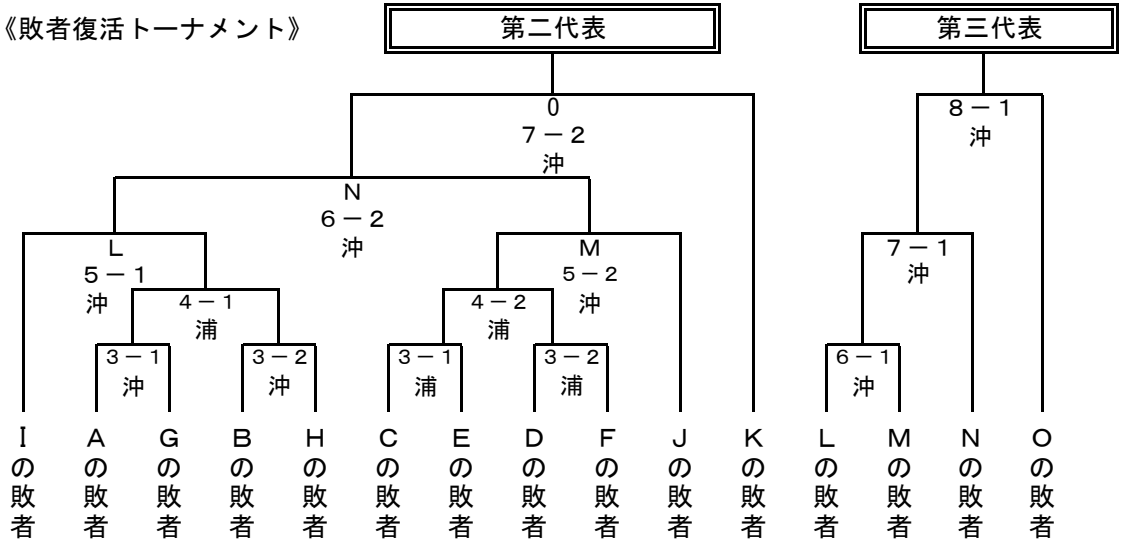 《敗者復活トーナメント》
第二代表
第三代表
O
7－2
沖
8－1
沖
N
6－2
沖
L
5－1
沖
M
5－2
沖
7－1
沖
4－1
浦
4－2
浦
3－1
沖
3－2
沖
3－1
浦
3－2
浦
6－1
沖
Iの敗者
Aの敗者
Gの敗者
Bの敗者
Hの敗者
Cの敗者
Eの敗者
Dの敗者
Fの敗者
Jの敗者
Kの敗者
Lの敗者
Mの敗者
Nの敗者
Oの敗者